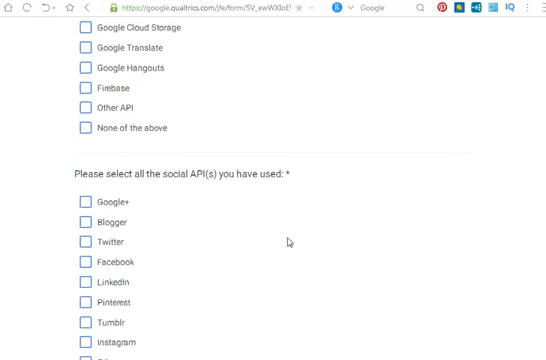 https://google.qualtrics.com/jfe/form/SV_ewWXIoE
Google
IQ
Google Cloud Storage
Google Translate
Google Hangouts
Firebase
Other API
None of the above
Please select all the social API(s) you have used: *
Google+
Blogger
Twitter
Facebook
LinkedIn
Pinterest
Tumblr
Instagram